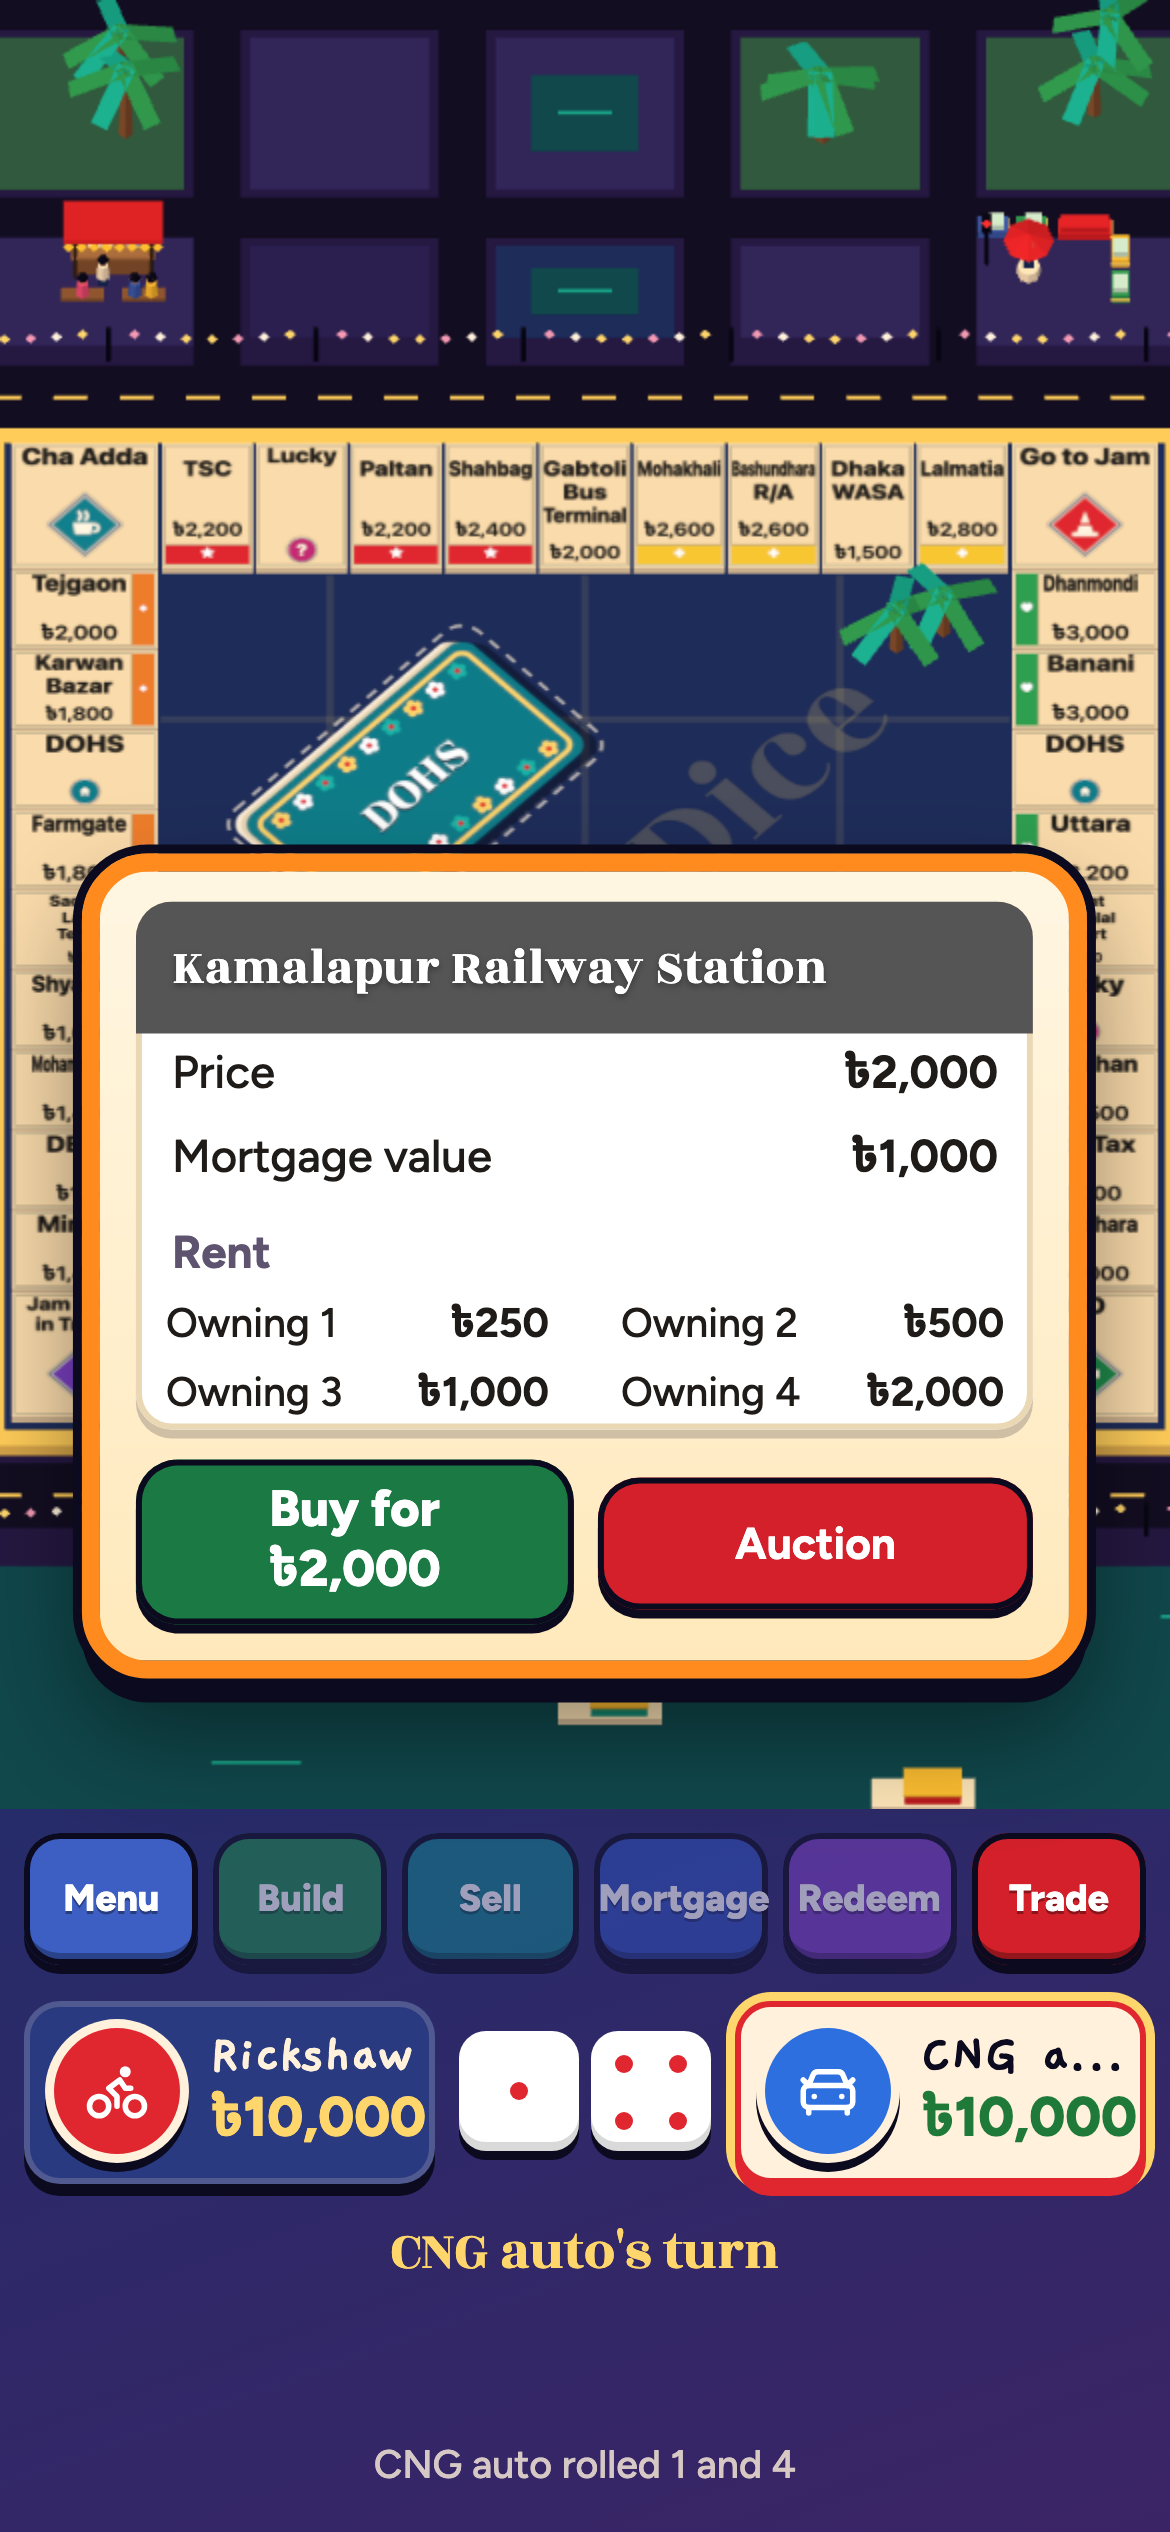 Cha Adda
TSC
৳2,200
Lucky
?
Paltan
৳2,200
Shahbag
৳2,400
Gabtoli
Bus
Terminal
৳2,000
Mohakhali
৳2,600
Bashundhara
R/A
৳2,600
Dhaka
WASA
৳1,500
Lalmatia
৳2,800
Go to Jam
Tejgaon
৳2,000
Karwan
Bazar
৳1,800
DOHS
Farmgate
Dhanmondi
৳3,000
Banani
৳3,000
DOHS
Uttara
DOHS
Dice
Kamalapur Railway Station
Price ৳2,000
Mortgage value ৳1,000
Rent
Owning 1 ৳250 Owning 2 ৳500
Owning 3 ৳1,000 Owning 4 ৳2,000
Buy for
৳2,000
Auction
Jam
Tax
Menu Build Sell Mortgage Redeem Trade
Rickshaw
৳10,000
CNG a...
৳10,000
CNG auto's turn
CNG auto rolled 1 and 4